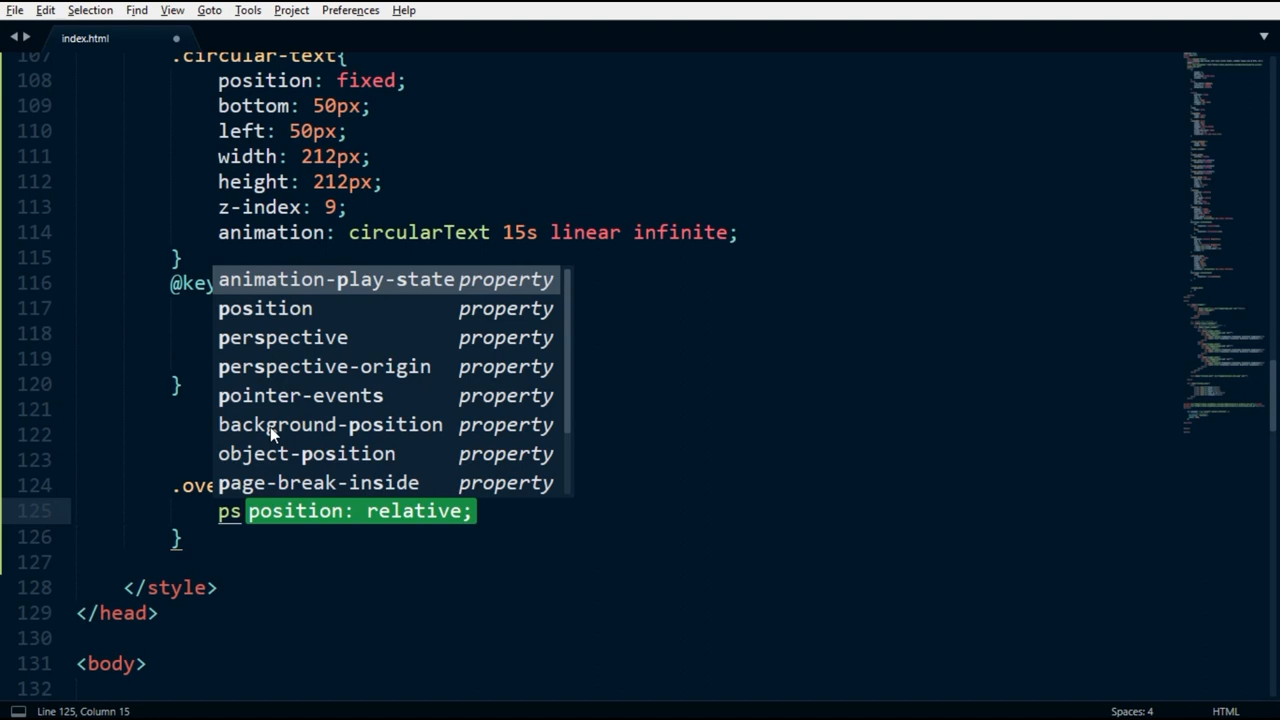 File Edit Selection Find View Goto Tools Project Preferences Help
index.html
107 .circular-text{
108 position: fixed;
109 bottom: 50px;
110 left: 50px;
111 width: 212px;
112 height: 212px;
113 z-index: 9;
114 animation: circularText 15s linear infinite;
115 }
116 @key
animation-play-state property
117
position property
118
perspective property
119
perspective-origin property
120 }
pointer-events property
121
background-position property
122
object-position property
123
124 .ove
page-break-inside property
125 ps position: relative;
126 }
127
128 </style>
129 </head>
130
131 <body>
132
Line 125, Column 15 Spaces: 4 HTML